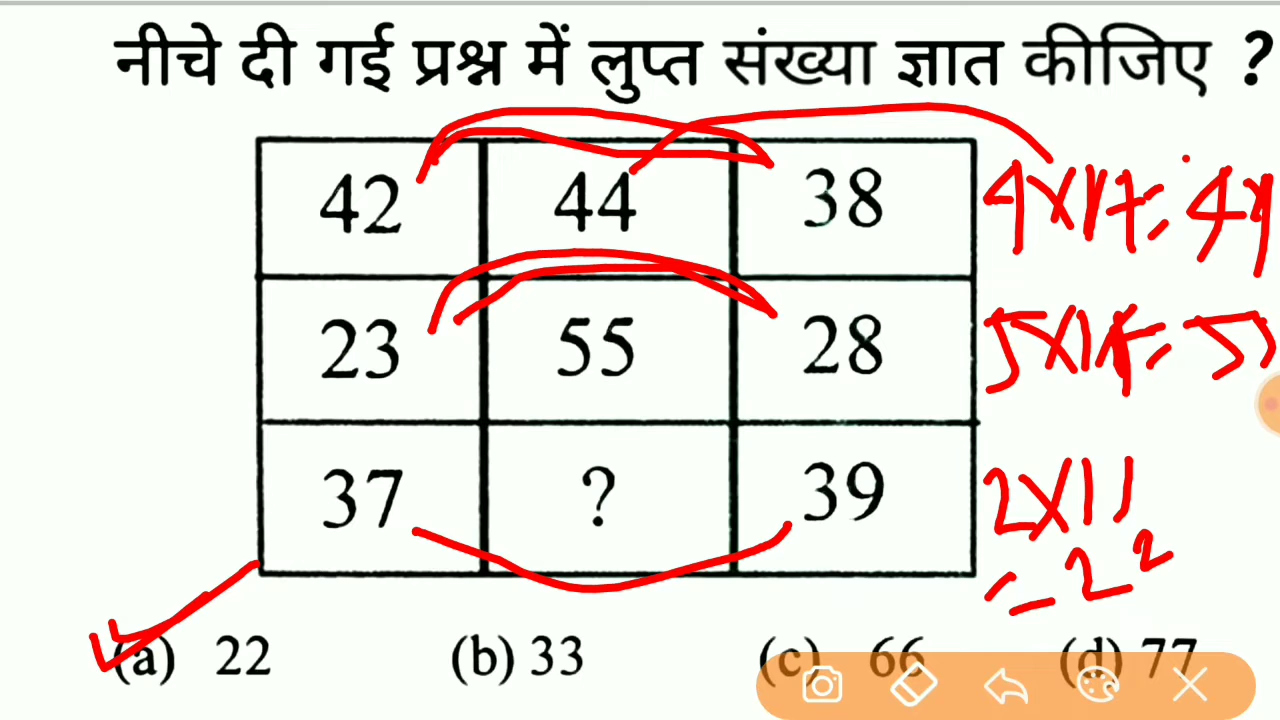 नीचे दी गई प्रश्न में लुप्त संख्या ज्ञात कीजिए ?
42 44 38 4×11=44
23 55 28 5×11=55
37 ? 39 2×11
=22
(a) 22 (b) 33 (c) 66 (d) 77